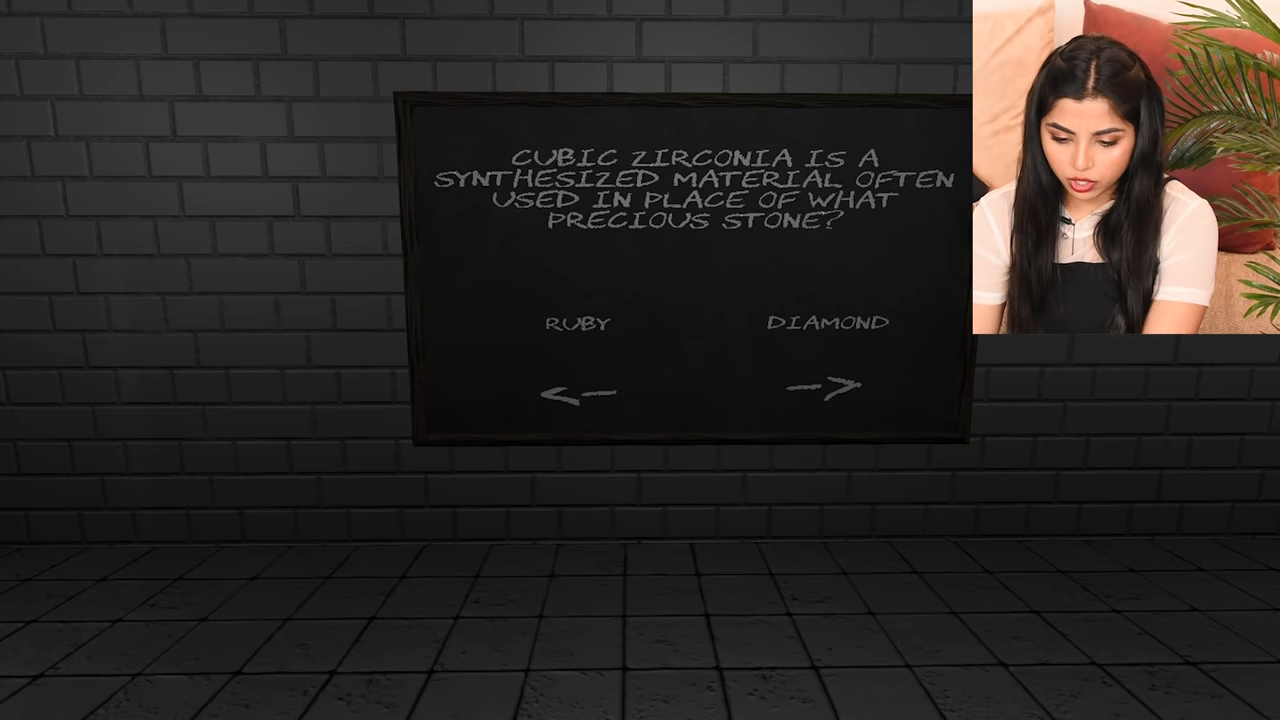 CUBIC ZIRCONIA IS A
SYNTHESIZED MATERIAL OFTEN
USED IN PLACE OF WHAT
PRECIOUS STONE?
RUBY
DIAMOND
<-
->